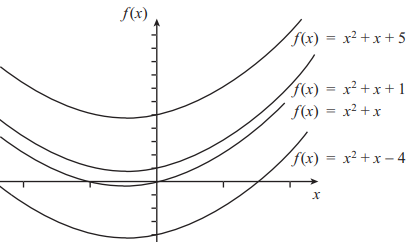 f(x)
f(x) = x² + x + 5
f(x) = x² + x + 1
f(x) = x² + x
f(x) = x² + x – 4
x